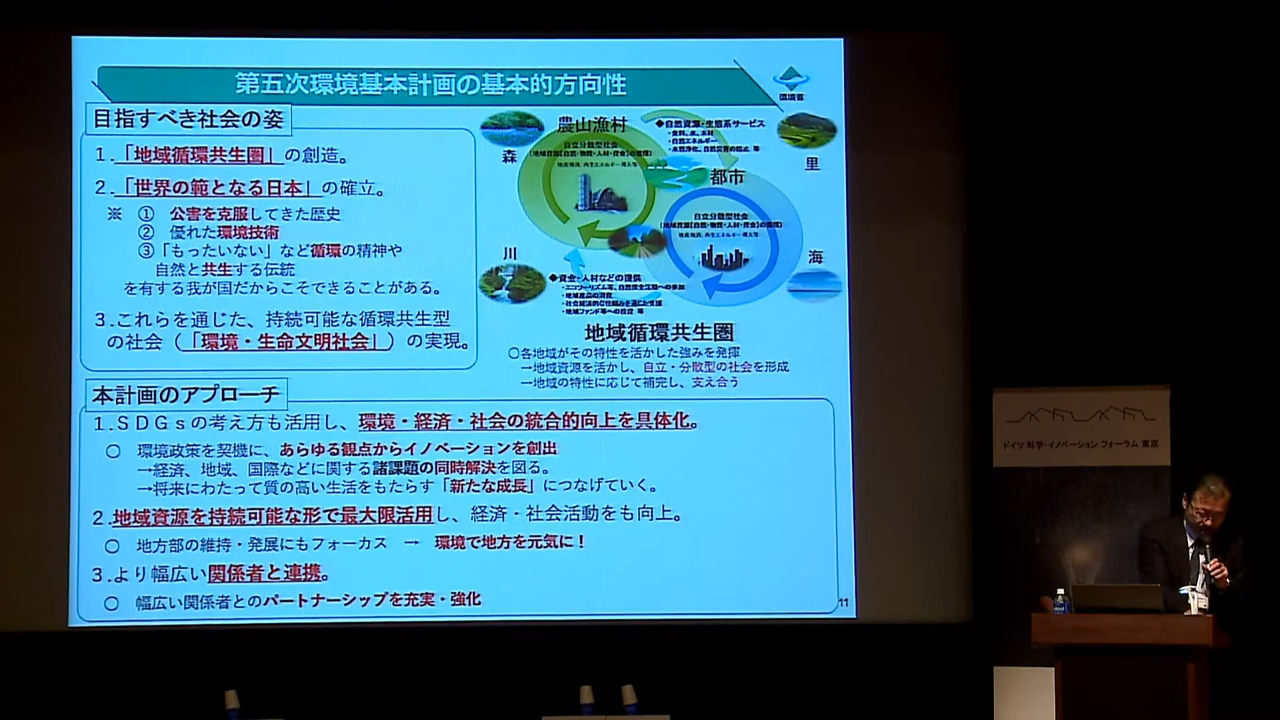 第五次環境基本計画の基本的方向性
環境省
目指すべき社会の姿
1.「地域循環共生圏」の創造。
2.「世界の範となる日本」の確立。
※ ① 公害を克服してきた歴史
② 優れた環境技術
③「もったいない」など循環の精神や
自然と共生する伝統
を有する我が国だからこそできることがある。
3.これらを通じた、持続可能な循環共生型
の社会(「環境・生命文明社会」)の実現。
農山漁村
森
自立分散型社会
(地域資源[自然・物質・人材・資金]の循環)
地産地消、再生エネルギー導入等
◆自然資源・生態系サービス
・食料、水、木材
・自然エネルギー
・水質浄化、自然災害の防止 等
里
都市
自立分散型社会
(地域資源[自然・物質・人材・資金]の循環)
地産地消、再生エネルギー導入等
川
海
◆資金・人材などの提供
・エコツーリズム等、自然保全活動への参加
・地域産品の消費
・社会経済的な仕組みを通じた支援
・地域ファンド等への投資 等
地域循環共生圏
○各地域がその特性を活かした強みを発揮
→地域資源を活かし、自立・分散型の社会を形成
→地域の特性に応じて補完し、支え合う
本計画のアプローチ
1.SDGsの考え方も活用し、環境・経済・社会の統合的向上を具体化。
○ 環境政策を契機に、あらゆる観点からイノベーションを創出
→経済、地域、国際などに関する諸課題の同時解決を図る。
→将来にわたって質の高い生活をもたらす「新たな成長」につなげていく。
2.地域資源を持続可能な形で最大限活用し、経済・社会活動をも向上。
○ 地方部の維持・発展にもフォーカス → 環境で地方を元気に!
3.より幅広い関係者と連携。
○ 幅広い関係者とのパートナーシップを充実・強化
11
ドイツ 科学・イノベーション フォーラム 東京